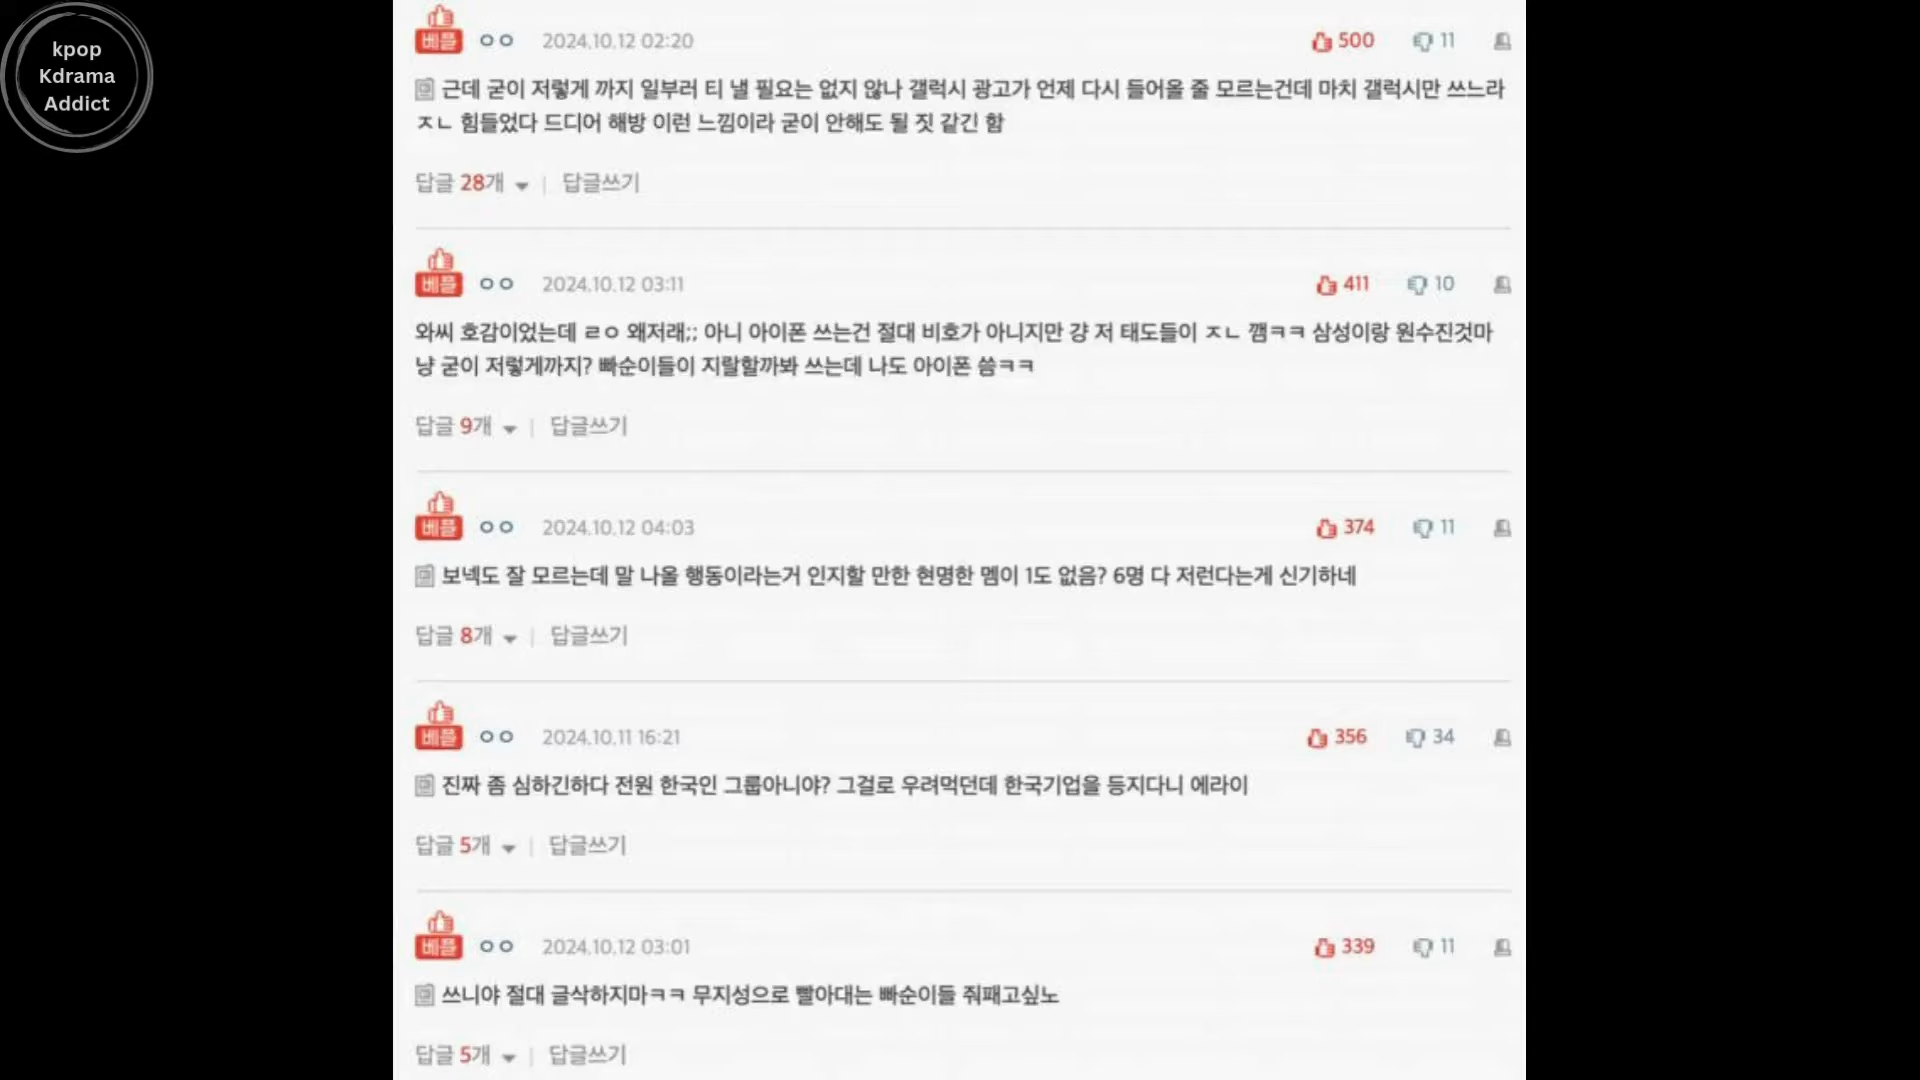 kpop
Kdrama
Addict
베플 ㅇㅇ 2024.10.12 02:20 500 11
근데 굳이 저렇게 까지 일부러 티 낼 필요는 없지 않나 갤럭시 광고가 언제 다시 들어올 줄 모르는건데 마치 갤럭시만 쓰느라
ㅈㄴ 힘들었다 드디어 해방 이런 느낌이라 굳이 안해도 될 짓 같긴 함
답글 28개 | 답글쓰기
베플 ㅇㅇ 2024.10.12 03:11 411 10
와씨 호감이었는데 ㄹㅇ 왜저래;; 아니 아이폰 쓰는건 절대 비호가 아니지만 걍 저 태도들이 ㅈㄴ 깸ㅋㅋ 삼성이랑 원수진것마
냥 굳이 저렇게까지? 빠순이들이 지랄할까봐 쓰는데 나도 아이폰 씀ㅋㅋ
답글 9개 | 답글쓰기
베플 ㅇㅇ 2024.10.12 04:03 374 11
보넥도 잘 모르는데 말 나올 행동이라는거 인지할 만한 현명한 멤이 1도 없음? 6명 다 저런다는게 신기하네
답글 8개 | 답글쓰기
베플 ㅇㅇ 2024.10.11 16:21 356 34
진짜 좀 심하긴하다 전원 한국인 그룹아니야? 그걸로 우려먹던데 한국기업을 등지다니 에라이
답글 5개 | 답글쓰기
베플 ㅇㅇ 2024.10.12 03:01 339 11
쓰니야 절대 글삭하지마ㅋㅋ 무지성으로 빨아대는 빠순이들 줘패고싶노
답글 5개 | 답글쓰기